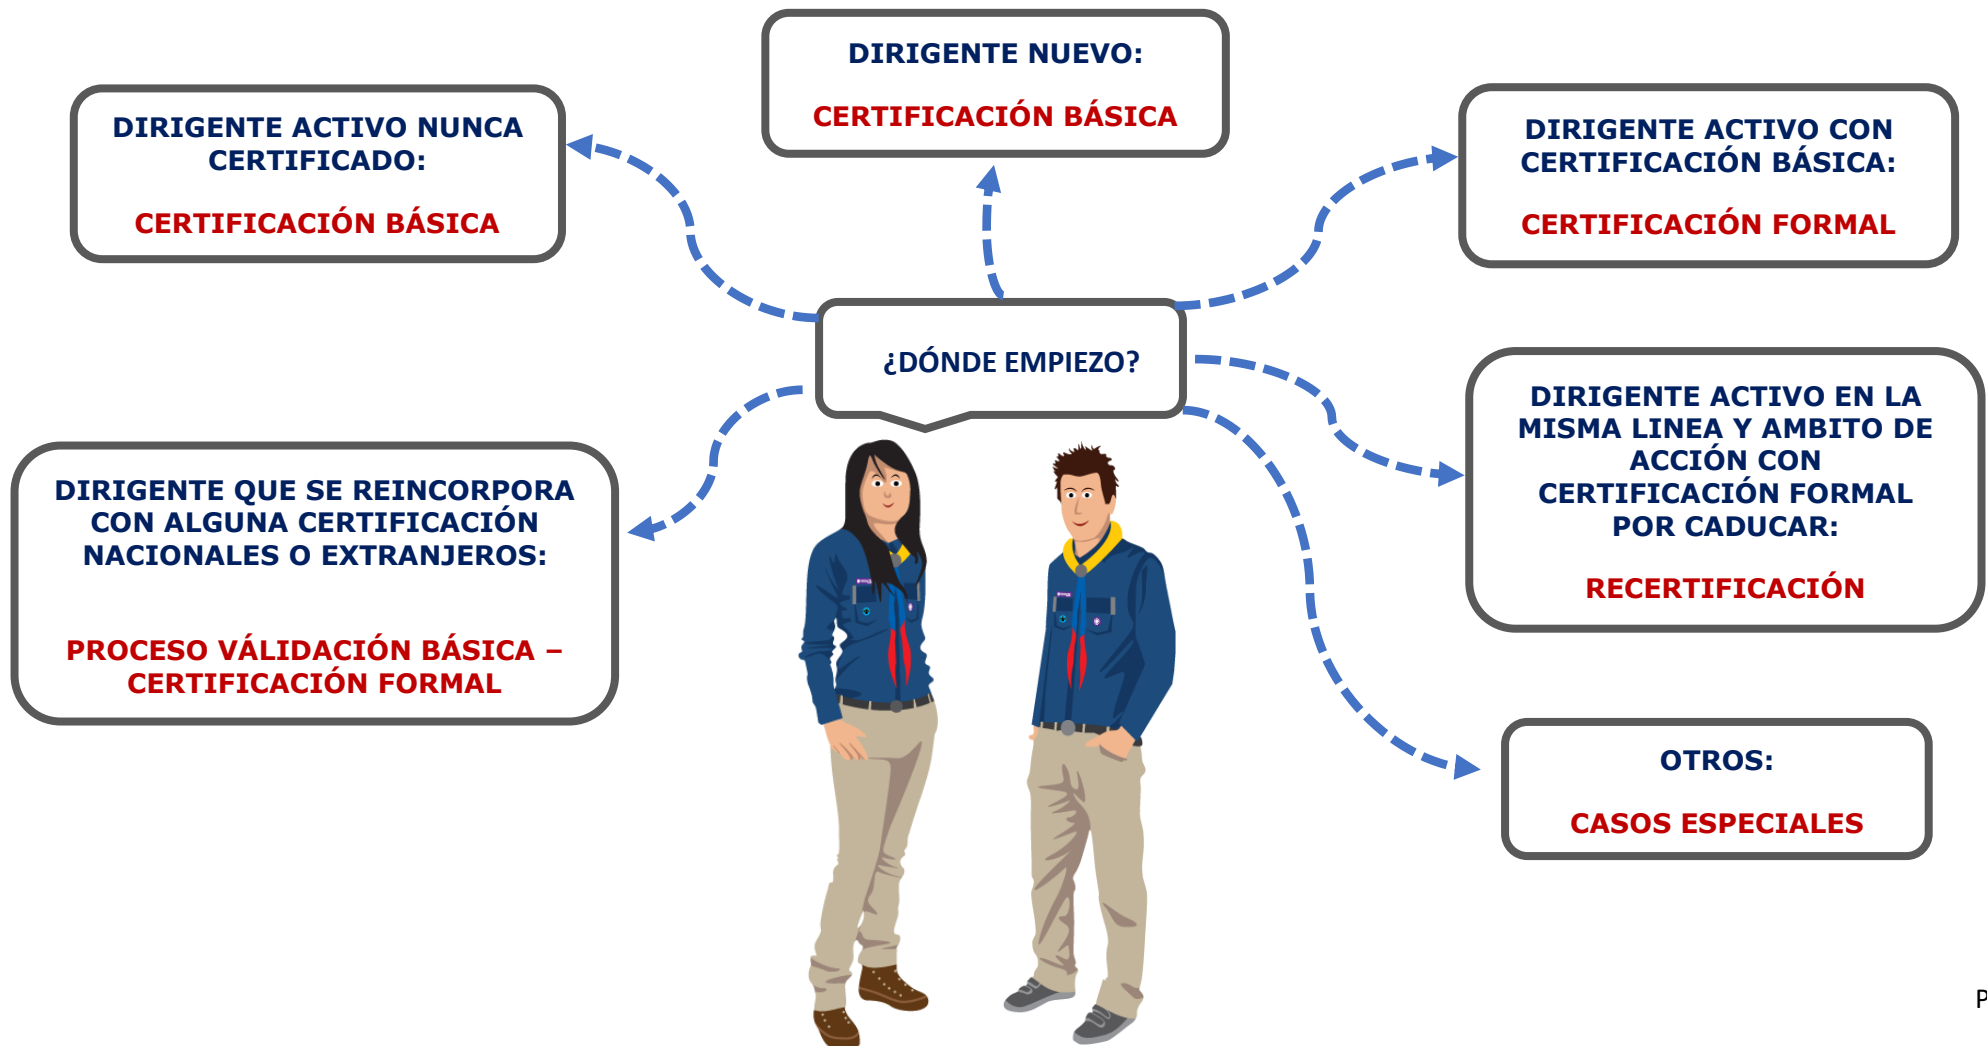 DIRIGENTE NUEVO:
CERTIFICACIÓN BÁSICA
DIRIGENTE ACTIVO NUNCA
CERTIFICADO:
CERTIFICACIÓN BÁSICA
DIRIGENTE ACTIVO CON
CERTIFICACIÓN BÁSICA:
CERTIFICACIÓN FORMAL
¿DÓNDE EMPIEZO?
DIRIGENTE QUE SE REINCORPORA
CON ALGUNA CERTIFICACIÓN
NACIONALES O EXTRANJEROS:
PROCESO VÁLIDACIÓN BÁSICA –
CERTIFICACIÓN FORMAL
DIRIGENTE ACTIVO EN LA
MISMA LINEA Y AMBITO DE
ACCIÓN CON
CERTIFICACIÓN FORMAL
POR CADUCAR:
RECERTIFICACIÓN
OTROS:
CASOS ESPECIALES
P